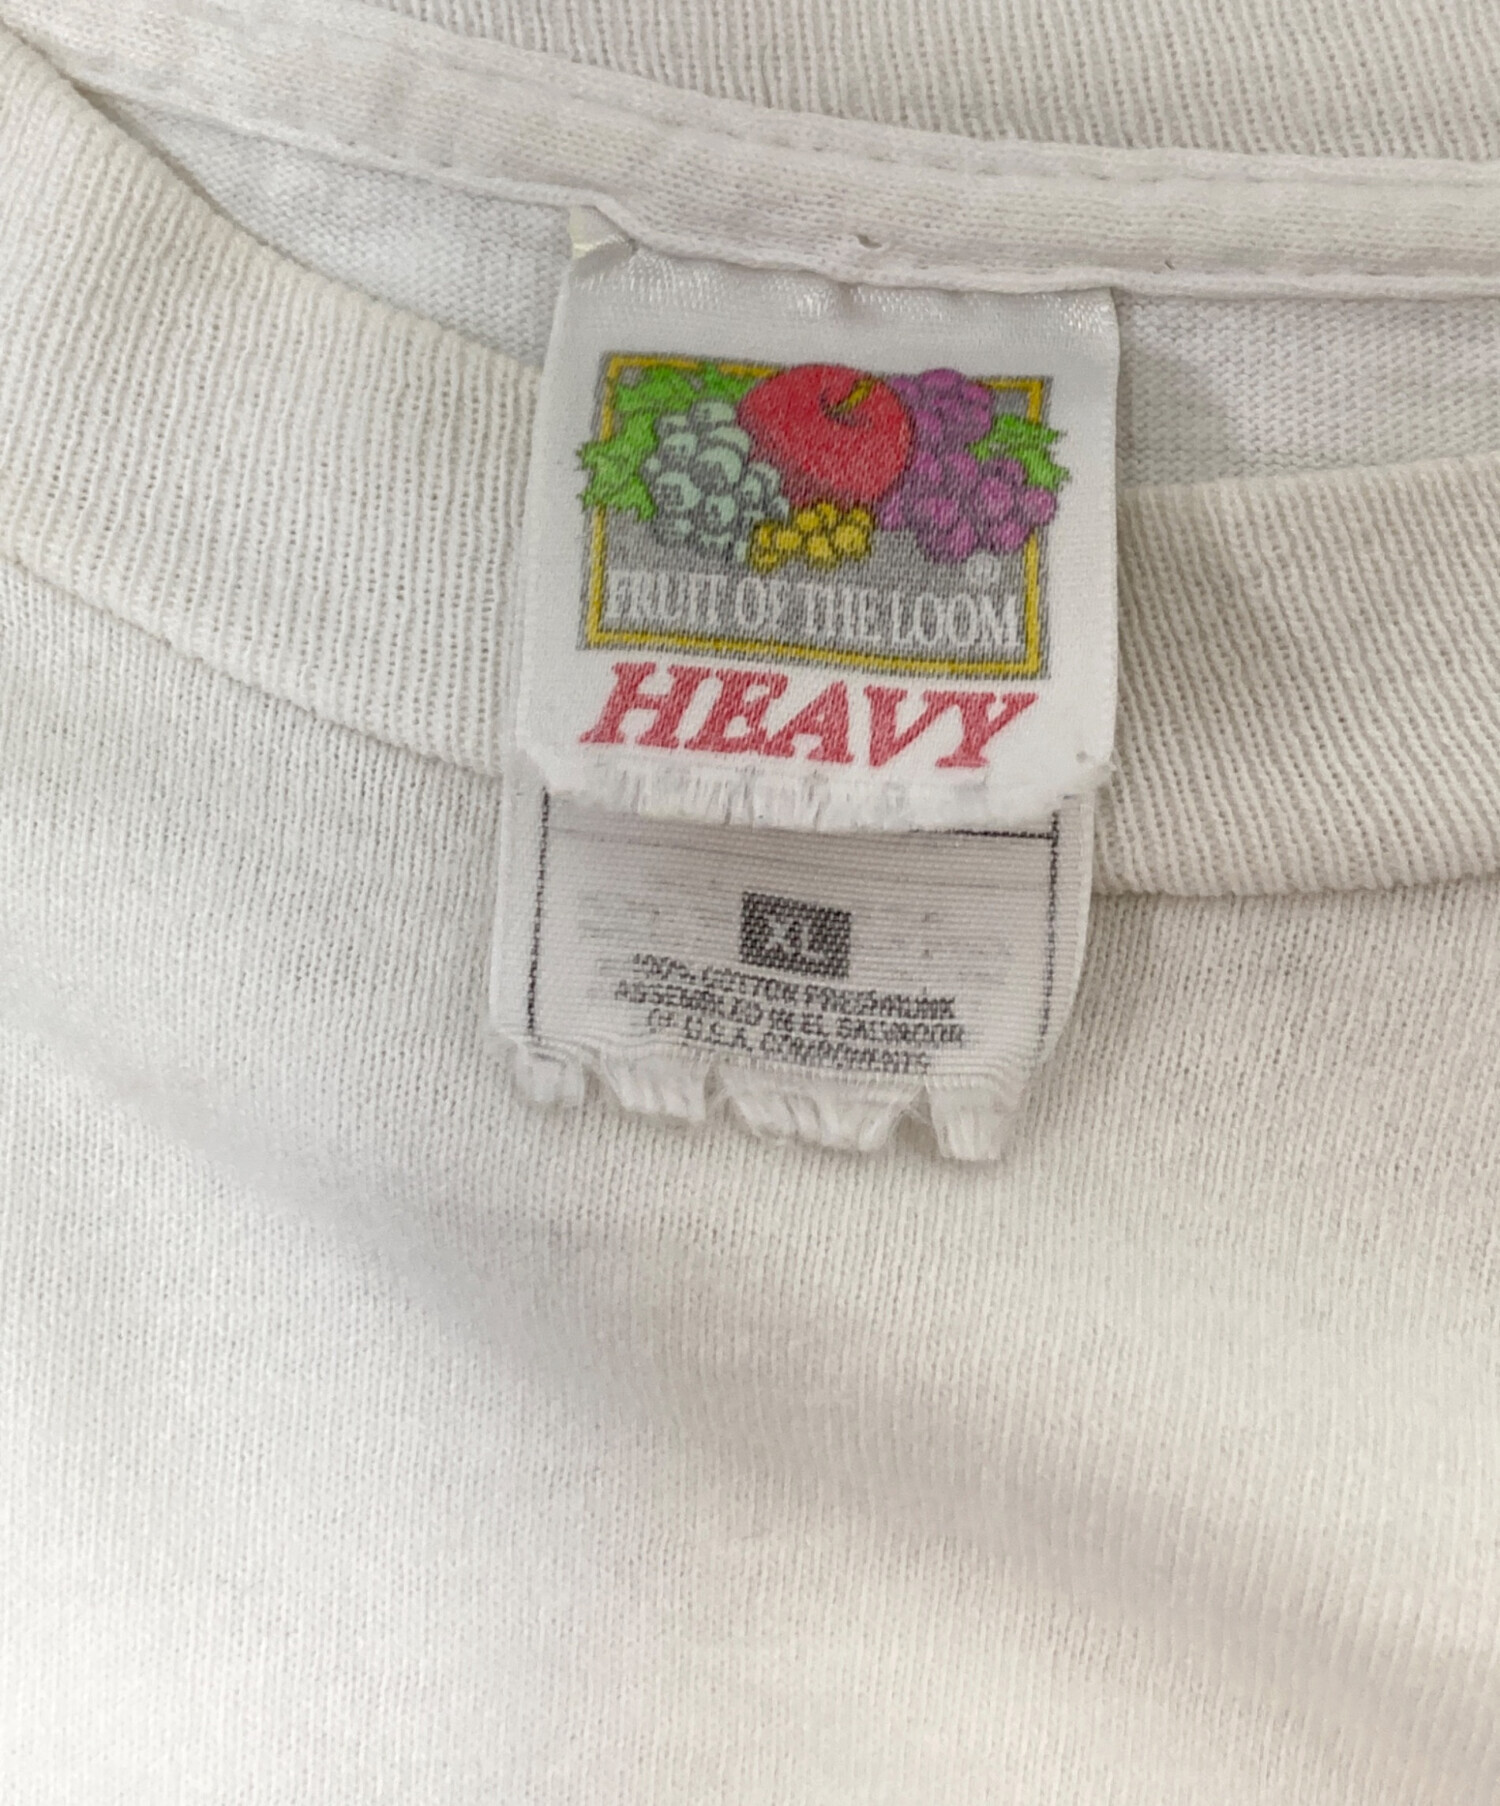 FRUIT OF THE LOOM ®
HEAVY
XL
100% COTTON PRESHRUNK
ASSEMBLED IN EL SALVADOR
OF U.S.A. COMPONENTS